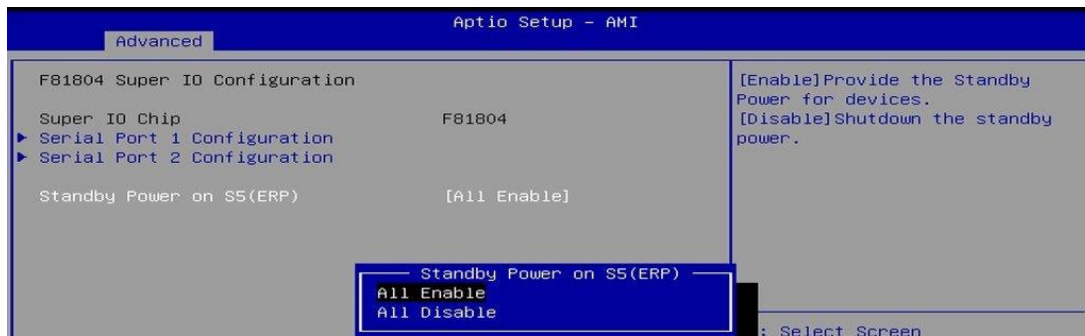 Aptio Setup – AMI
Advanced
F81804 Super IO Configuration
Super IO Chip F81804
Serial Port 1 Configuration
Serial Port 2 Configuration
Standby Power on S5(ERP) [All Enable]
[Enable]Provide the Standby
Power for devices.
[Disable]Shutdown the standby
power.
Standby Power on S5(ERP)
All Enable
All Disable
: Select Screen